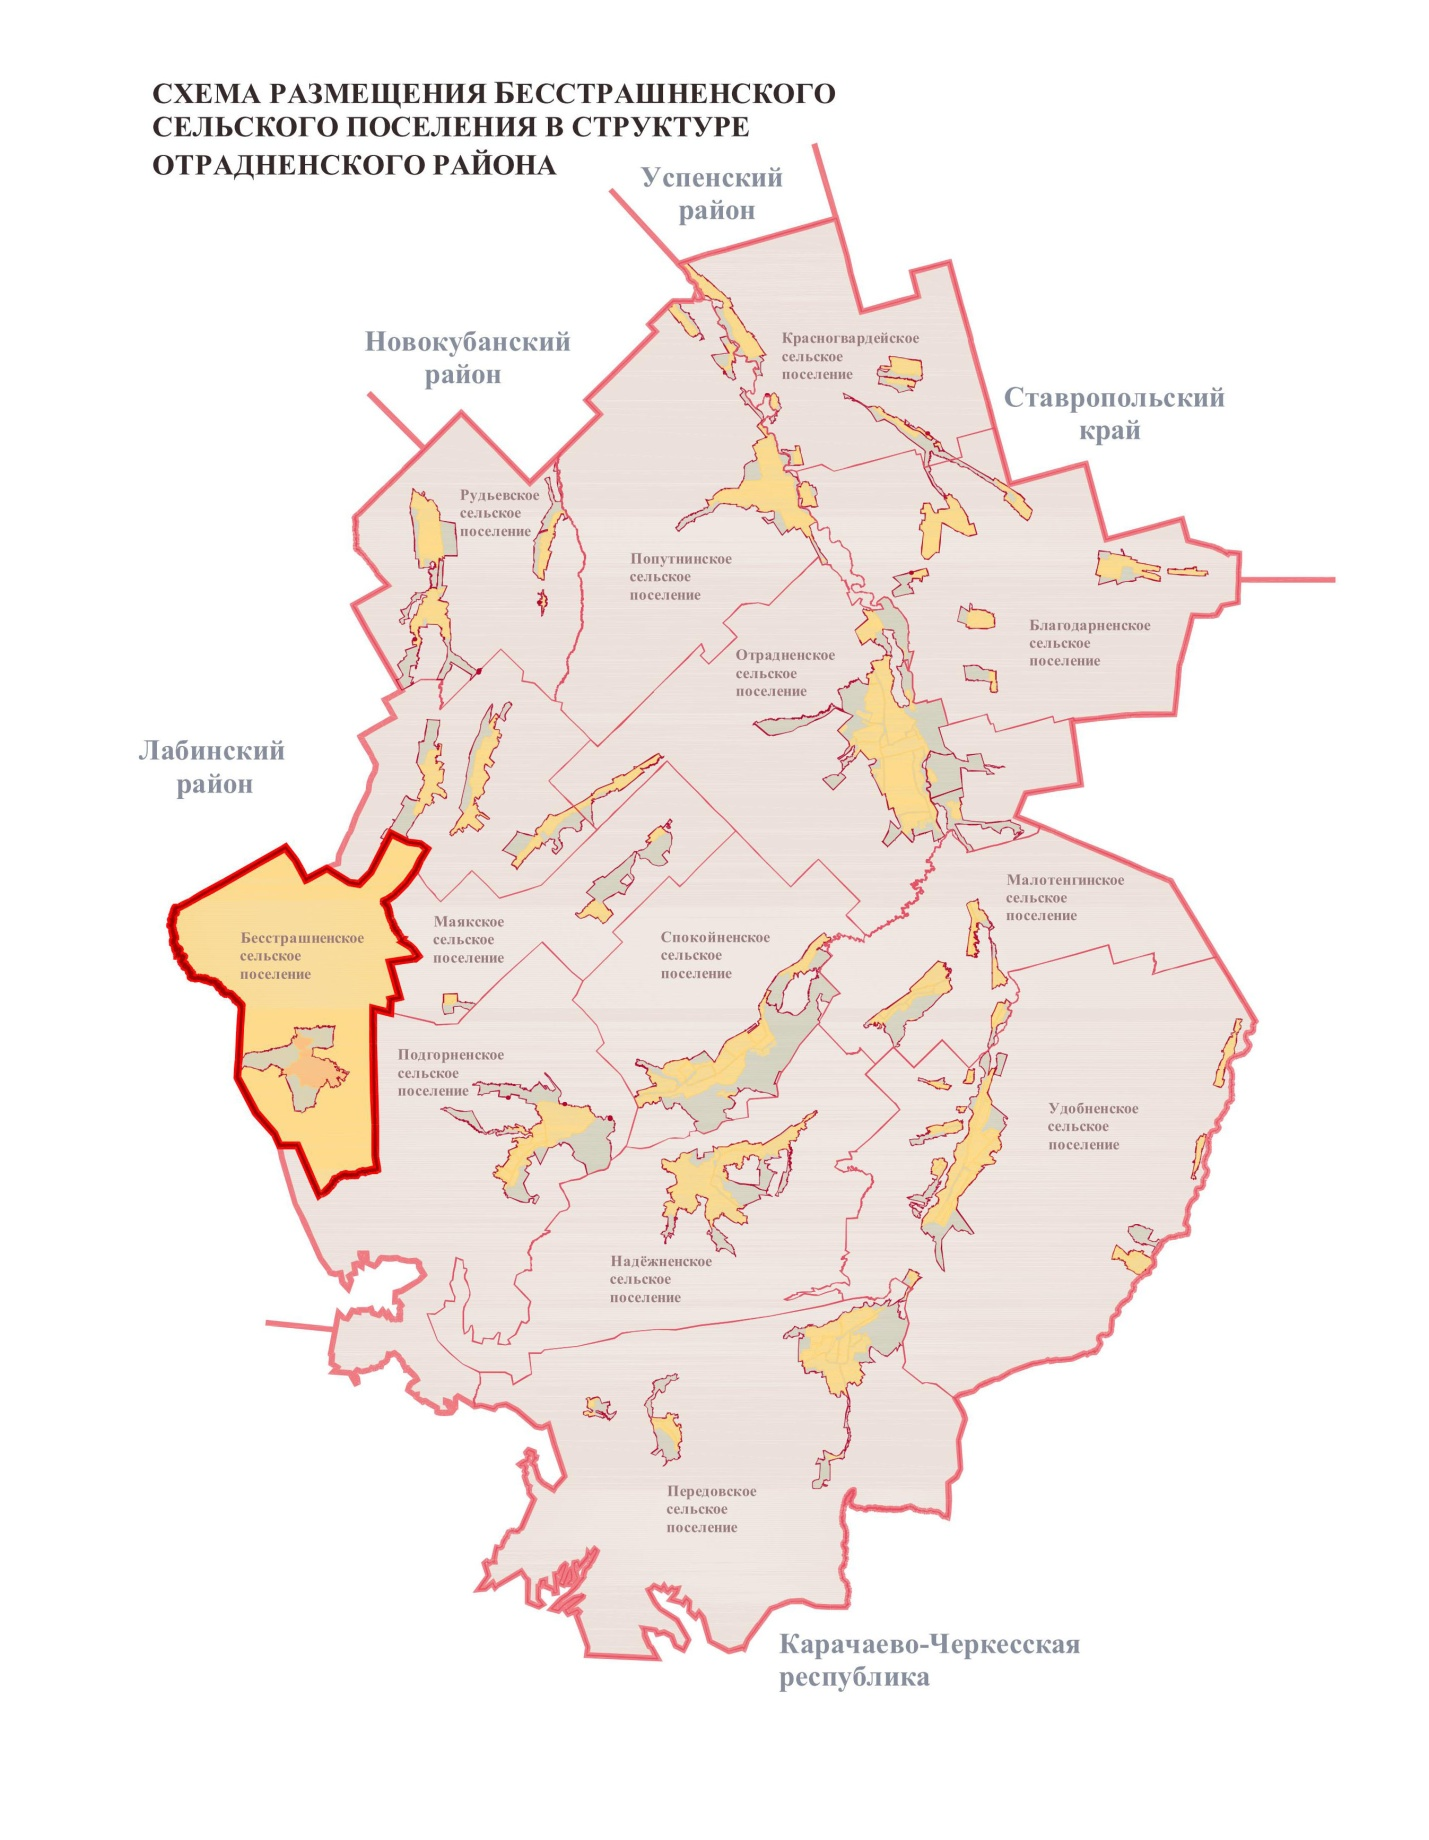 СХЕМА РАЗМЕЩЕНИЯ БЕССТРАШНЕНСКОГО
СЕЛЬСКОГО ПОСЕЛЕНИЯ В СТРУКТУРЕ
ОТРАДНЕНСКОГО РАЙОНА
Успенский
район
Новокубанский
район
Красногвардейское
сельское
поселение
Ставропольский
край
Рудьевское
сельское
поселение
Попутнинское
сельское
поселение
Благодарненское
сельское
поселение
Отрадненское
сельское
поселение
Лабинский
район
Малотенгинское
сельское
поселение
Маякское
сельское
поселение
Бесстрашненское
сельское
поселение
Спокойненское
сельское
поселение
Подгорненское
сельское
поселение
Удобненское
сельское
поселение
Надёжненское
сельское
поселение
Передовское
сельское
поселение
Карачаево-Черкесская
республика